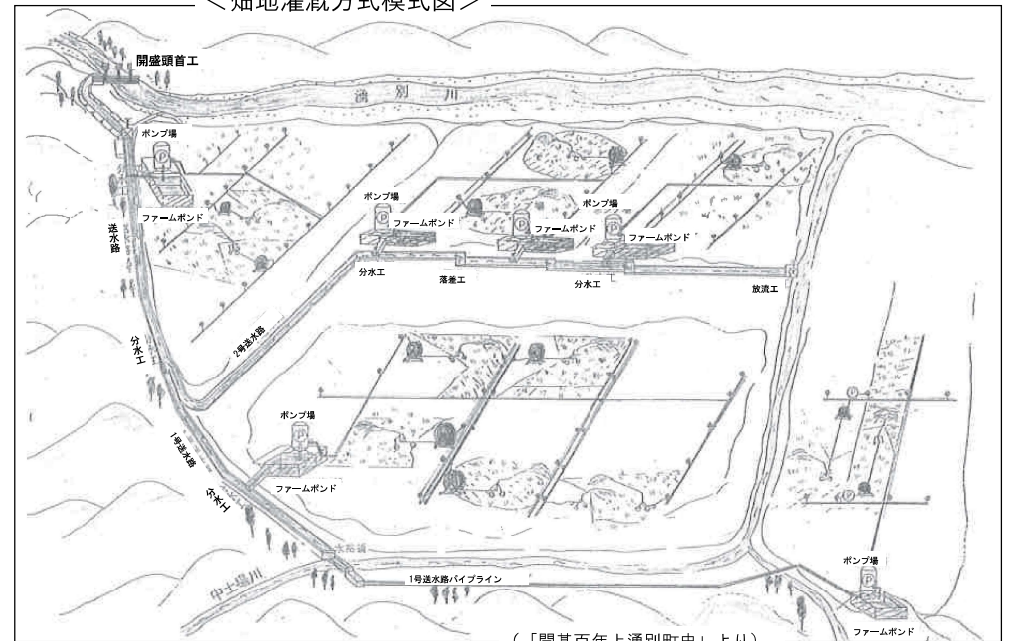 ＜畑地灌漑方式模式図＞
開盛頭首工
湧別川
ポンプ場
ファームポンド
送水路
ポンプ場
ファームポンド
ポンプ場
ファームポンド
ファームポンド
分水工
落差工
分水工
放流工
2号送水路
分水工
1号送水路
分水工
ポンプ場
ファームポンド
水管橋
中土場川
1号送水路パイプライン
ポンプ場
ファームポンド
（「開基百年上湧別町史」より）